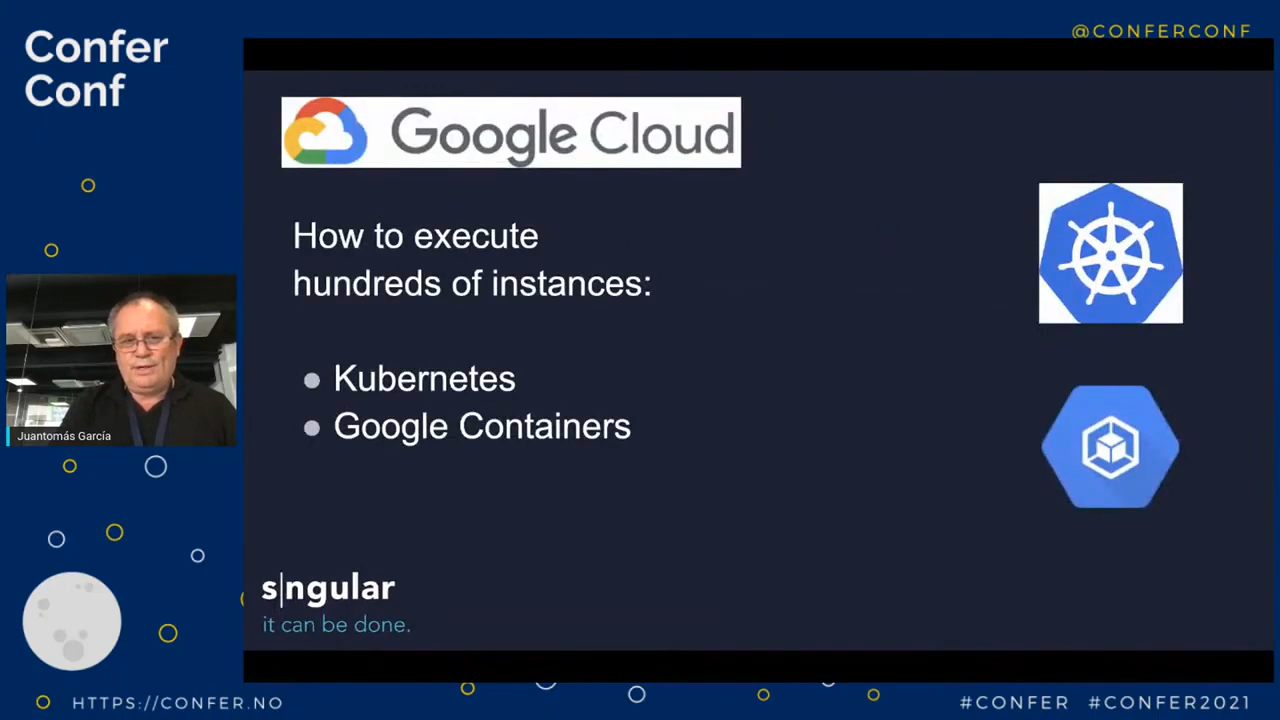 Confer
Conf
@CONFERCONF
Google Cloud
How to execute
hundreds of instances:
● Kubernetes
● Google Containers
Juantomás García
s|ngular
it can be done.
HTTPS://CONFER.NO
#CONFER #CONFER2021